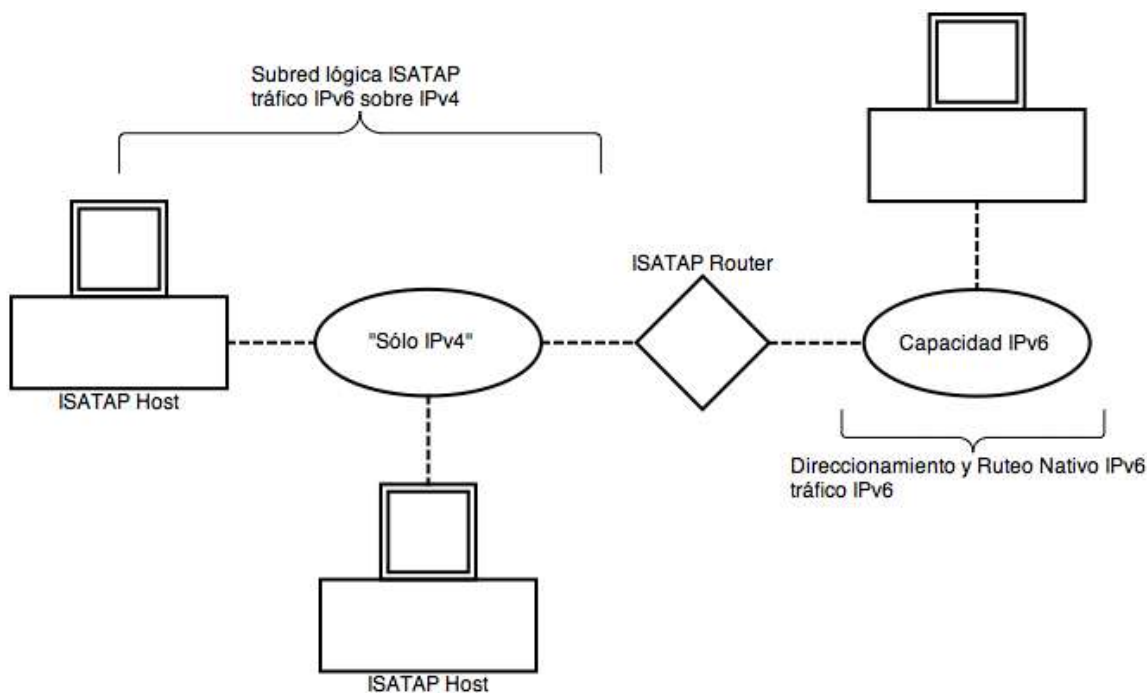 Subred lógica ISATAP
tráfico IPv6 sobre IPv4
ISATAP Router
"Sólo IPv4"
Capacidad IPv6
ISATAP Host
Direccionamiento y Ruteo Nativo IPv6
tráfico IPv6
ISATAP Host